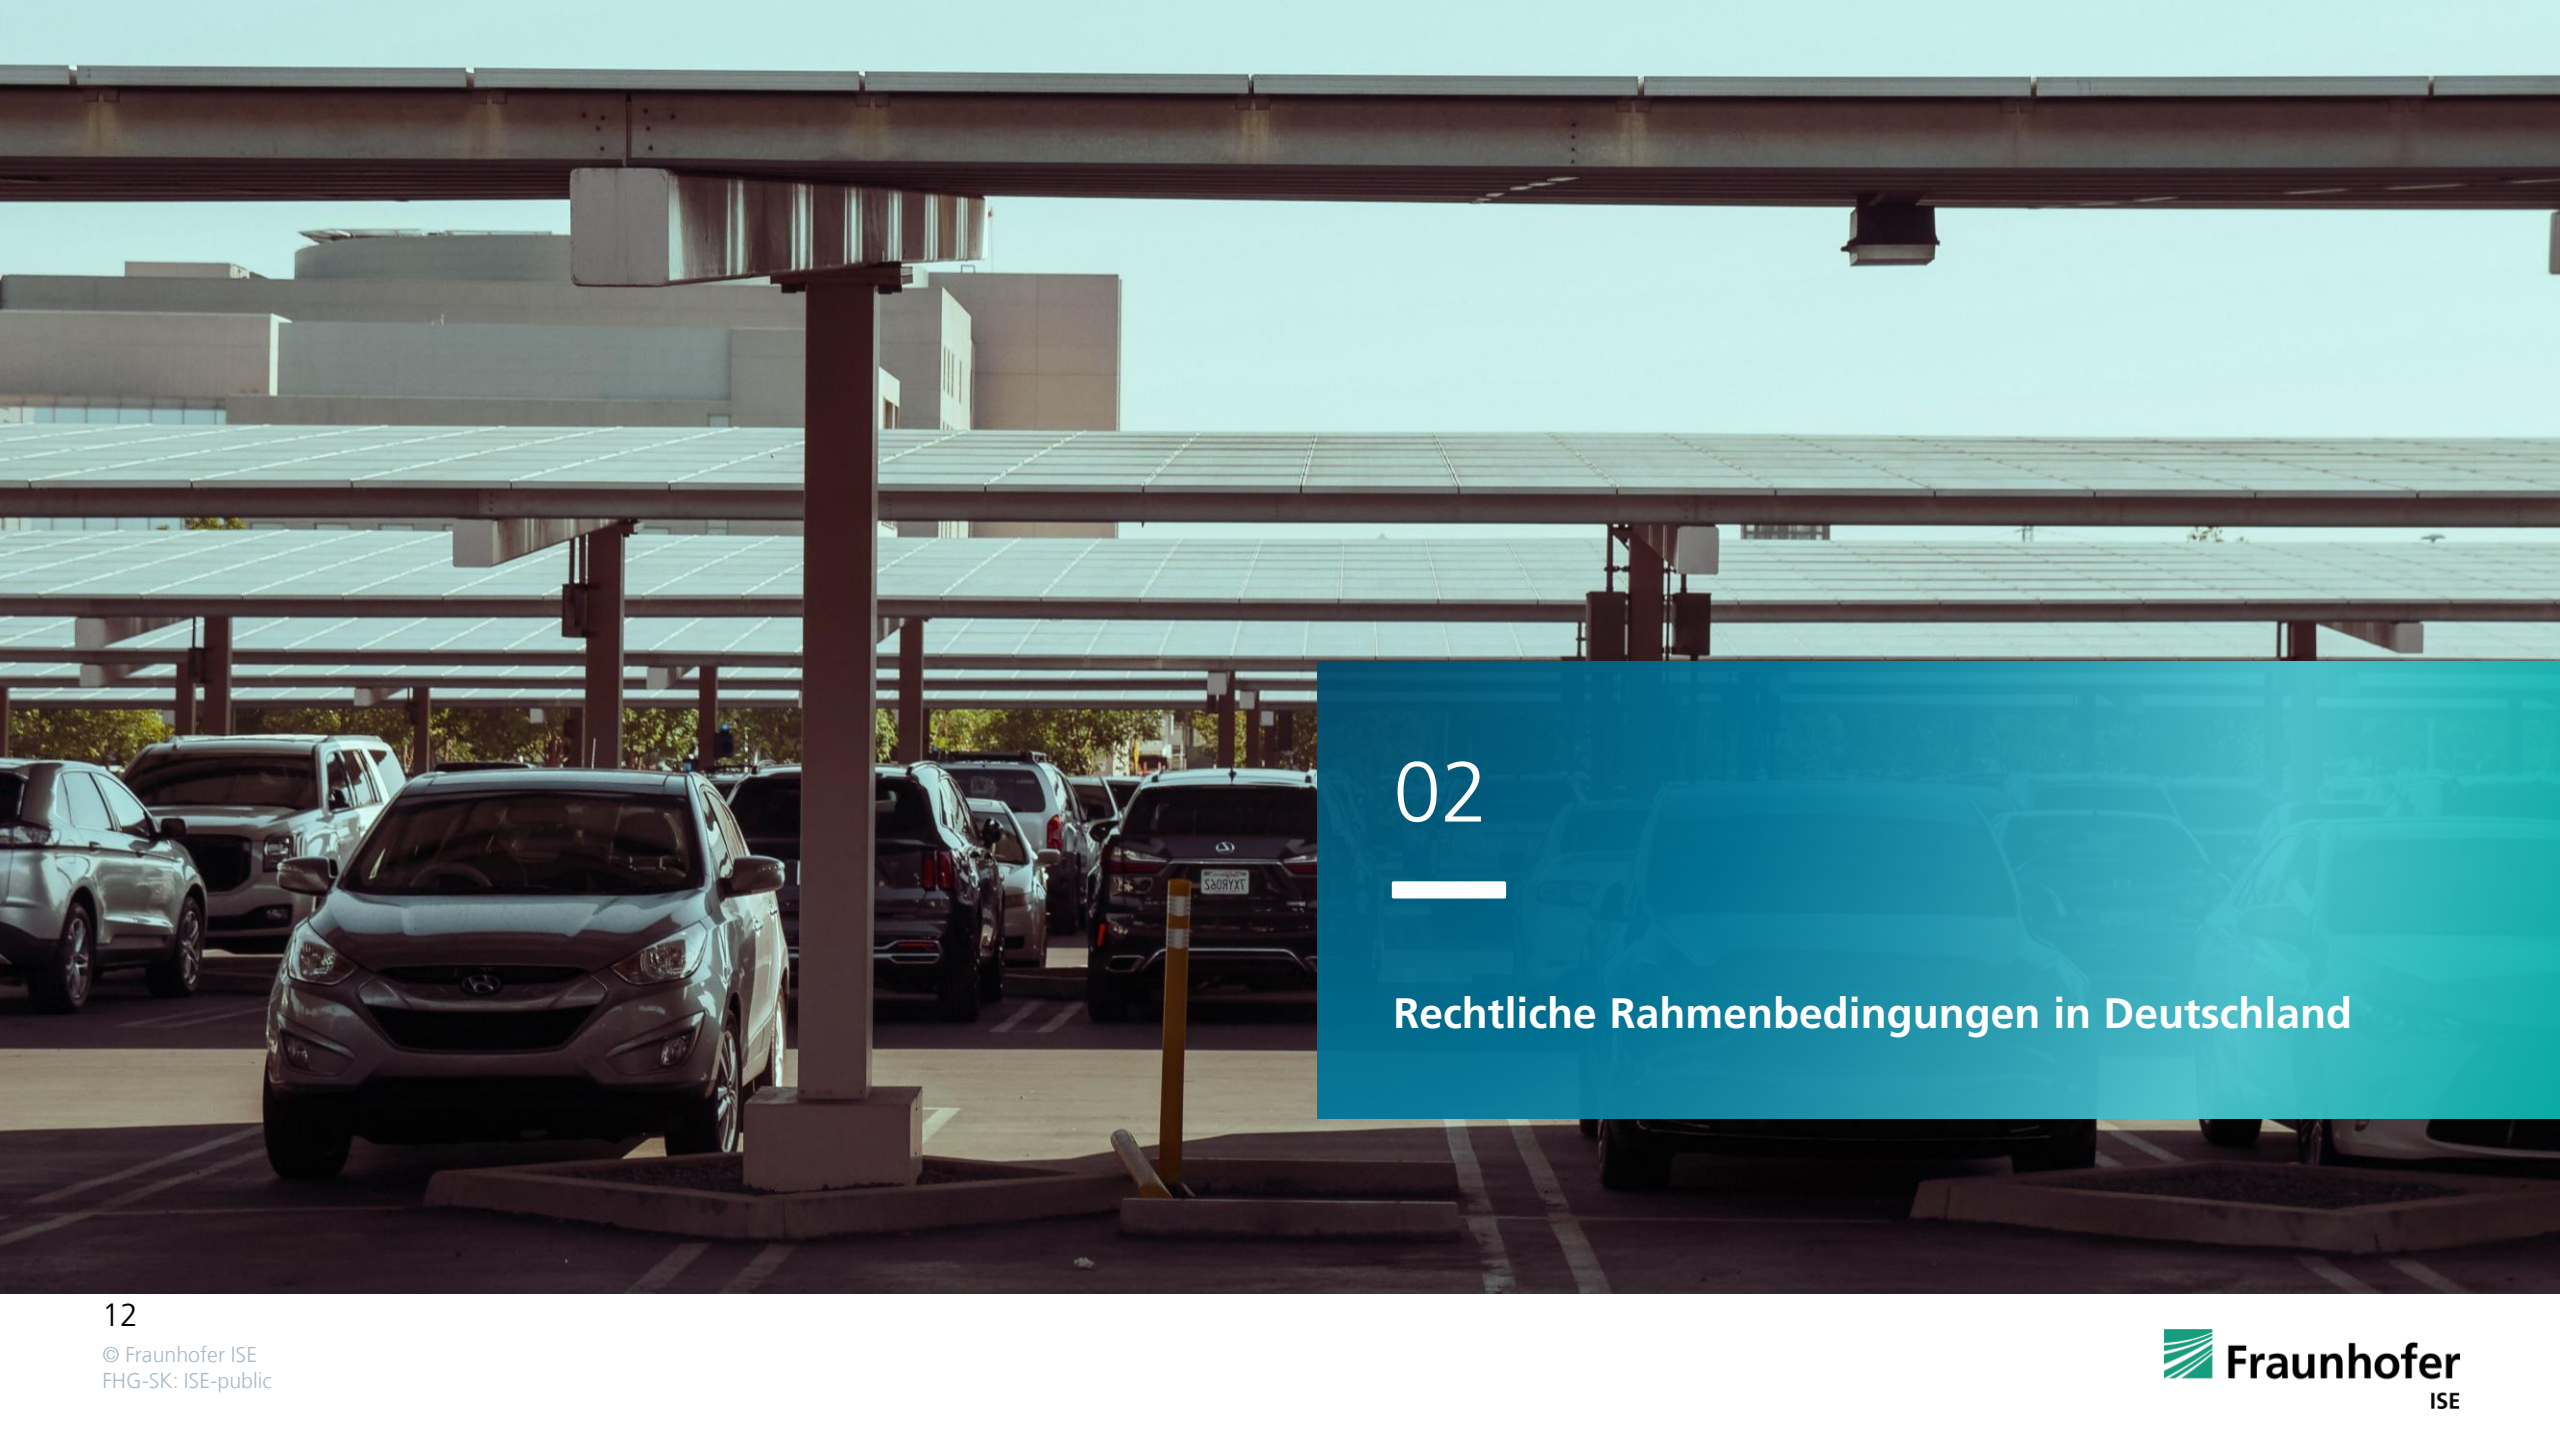 02
Rechtliche Rahmenbedingungen in Deutschland
12
© Fraunhofer ISE
FHG-SK: ISE-public
Fraunhofer
ISE